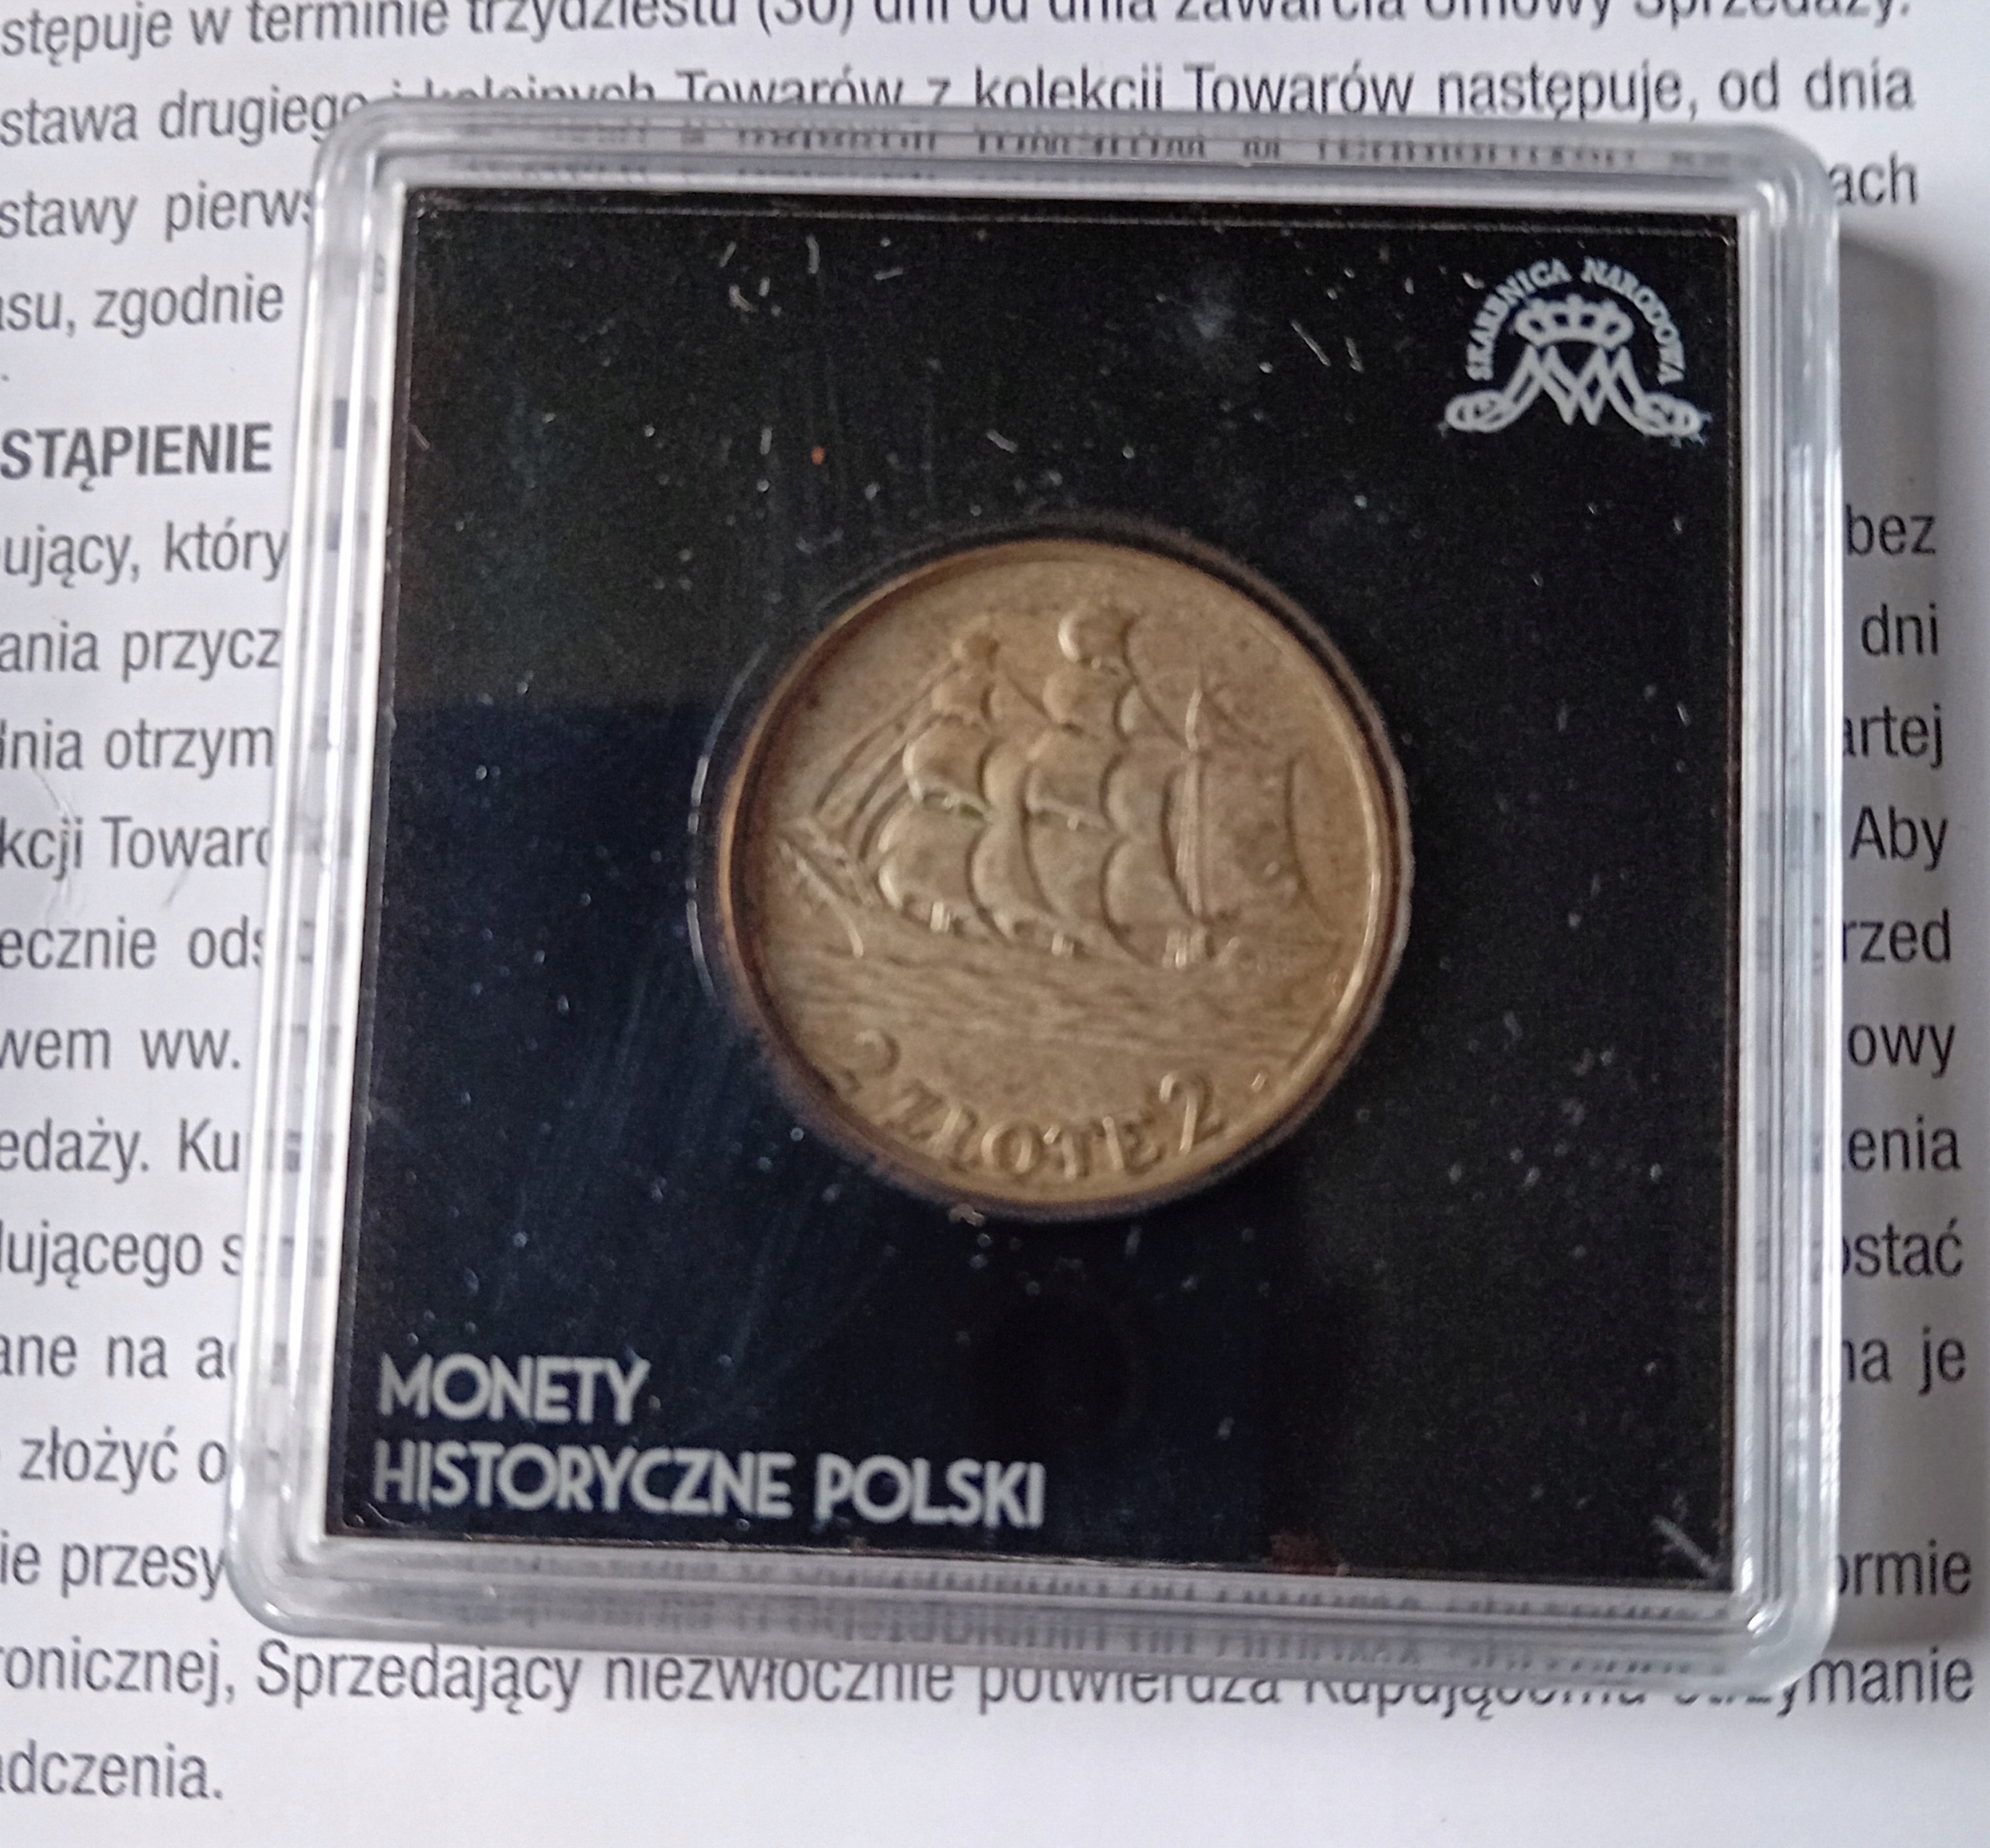 stępuje w terminie trzydziestu (30) dni od dnia zawarcia Umowy Sprzedaży.
stawa drugiego i kolejnych Towarów z kolekcji Towarów następuje, od dnia
stawy pierws ach
asu, zgodnie
SKARBNICA NARODOWA
STĄPIENIE
ujący, który bez
ania przycz dni
dnia otrzym artej
kcji Towaró Aby
ecznie ods rzed
wem ww. owy
edaży. Ku enia
2 ZŁOTE 2
lującego s ostać
ane na a na je
MONETY
złożyć o
HISTORYCZNE POLSKI
ie przesy ormie
ronicznej, Sprzedający niezwłocznie potwierdza Kupującemu otrzymanie
adczenia.